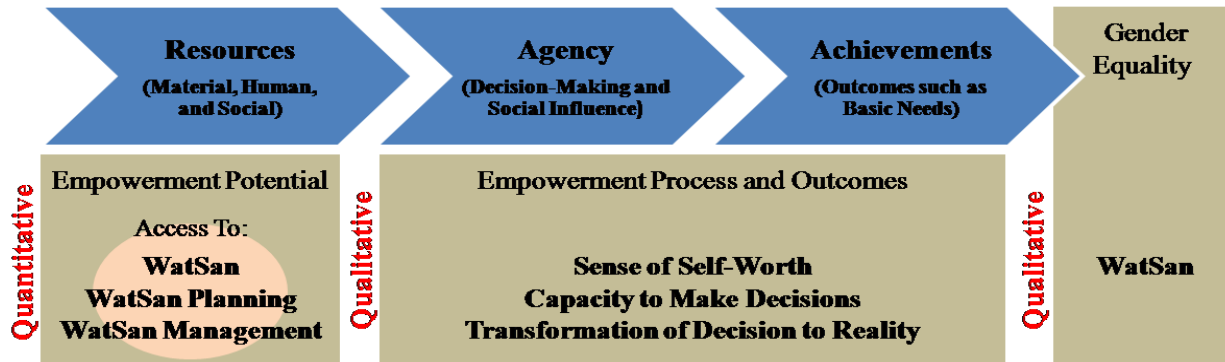 Resources
(Material, Human,
and Social)
Agency
(Decision-Making and
Social Influence)
Achievements
(Outcomes such as
Basic Needs)
Gender
Equality
Quantitative
Empowerment Potential
Access To:
WatSan
WatSan Planning
WatSan Management
Qualitative
Empowerment Process and Outcomes
Sense of Self-Worth
Capacity to Make Decisions
Transformation of Decision to Reality
Qualitative
WatSan